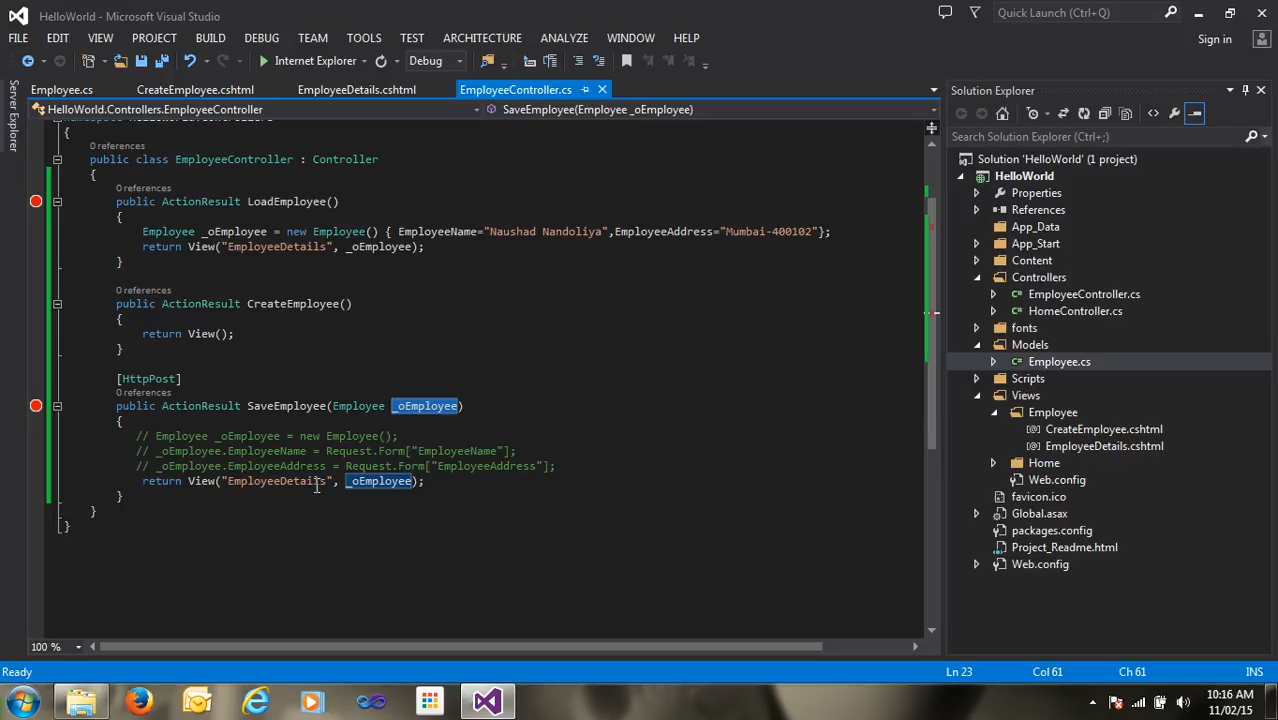 HelloWorld - Microsoft Visual Studio
Quick Launch (Ctrl+Q)
FILE EDIT VIEW PROJECT BUILD DEBUG TEAM TOOLS TEST ARCHITECTURE ANALYZE WINDOW HELP
Sign in
Internet Explorer Debug
Server Explorer
Employee.cs CreateEmployee.cshtml EmployeeDetails.cshtml EmployeeController.cs
HelloWorld.Controllers.EmployeeController SaveEmployee(Employee _oEmployee)
{
0 references
public class EmployeeController : Controller
{
0 references
public ActionResult LoadEmployee()
{
Employee _oEmployee = new Employee() { EmployeeName="Naushad Nandoliya",EmployeeAddress="Mumbai-400102"};
return View("EmployeeDetails", _oEmployee);
}
0 references
public ActionResult CreateEmployee()
{
return View();
}
[HttpPost]
0 references
public ActionResult SaveEmployee(Employee _oEmployee)
{
// Employee _oEmployee = new Employee();
// _oEmployee.EmployeeName = Request.Form["EmployeeName"];
// _oEmployee.EmployeeAddress = Request.Form["EmployeeAddress"];
return View("EmployeeDetails", _oEmployee);
}
}
}
100 %
Solution Explorer
Search Solution Explorer (Ctrl+;)
Solution 'HelloWorld' (1 project)
HelloWorld
Properties
References
App_Data
App_Start
Content
Controllers
EmployeeController.cs
HomeController.cs
fonts
Models
Employee.cs
Scripts
Views
Employee
CreateEmployee.cshtml
EmployeeDetails.cshtml
Home
Web.config
favicon.ico
Global.asax
packages.config
Project_Readme.html
Web.config
Ready Ln 23 Col 61 Ch 61 INS
10:16 AM
11/02/15